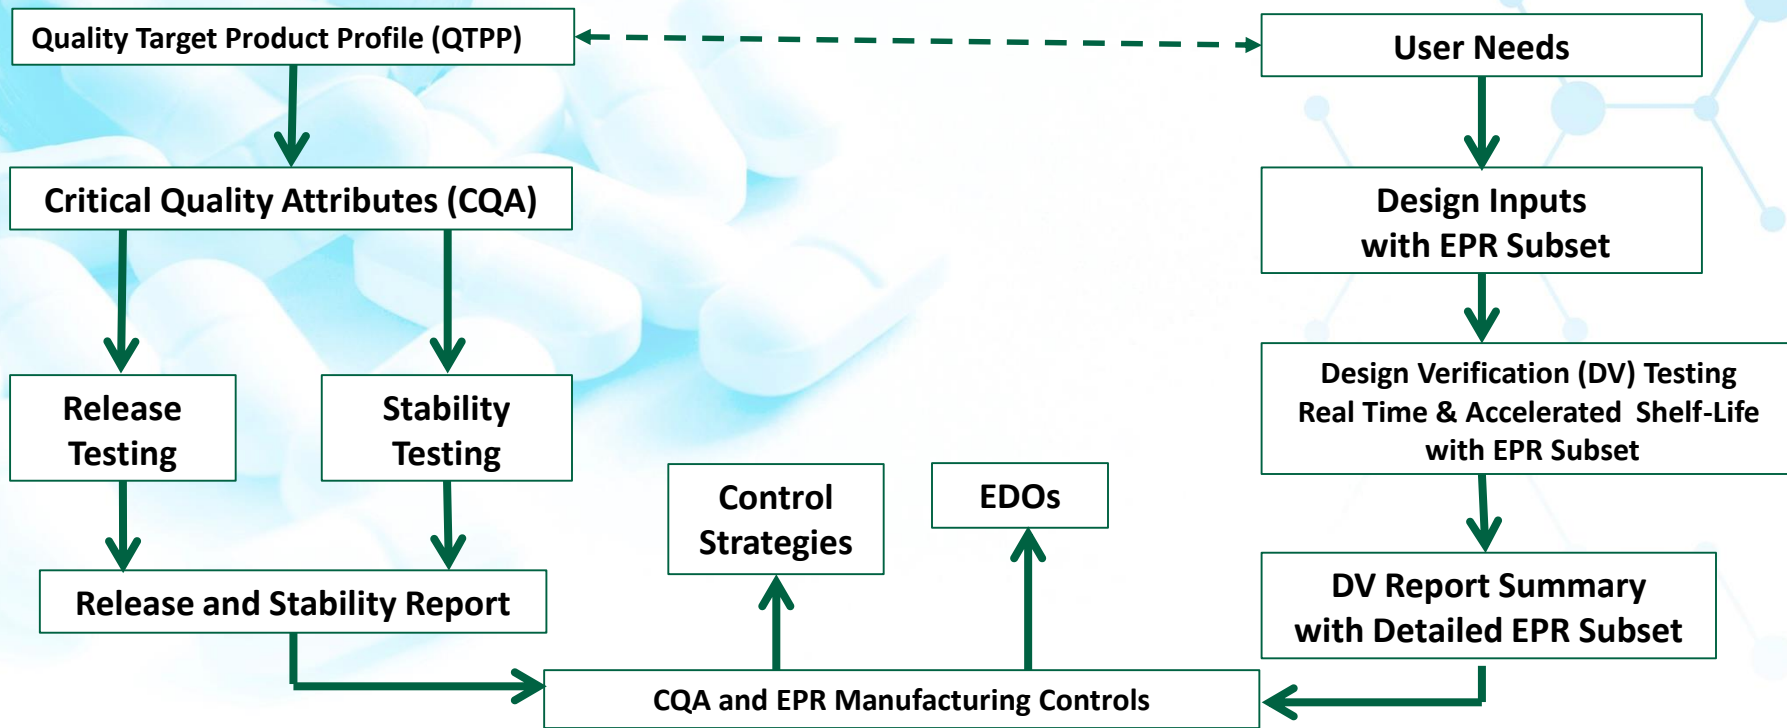 Quality Target Product Profile (QTPP)
User Needs
Critical Quality Attributes (CQA)
Design Inputs
with EPR Subset
Release
Testing
Stability
Testing
Design Verification (DV) Testing
Real Time & Accelerated Shelf-Life
with EPR Subset
Control
Strategies
EDOs
Release and Stability Report
DV Report Summary
with Detailed EPR Subset
CQA and EPR Manufacturing Controls